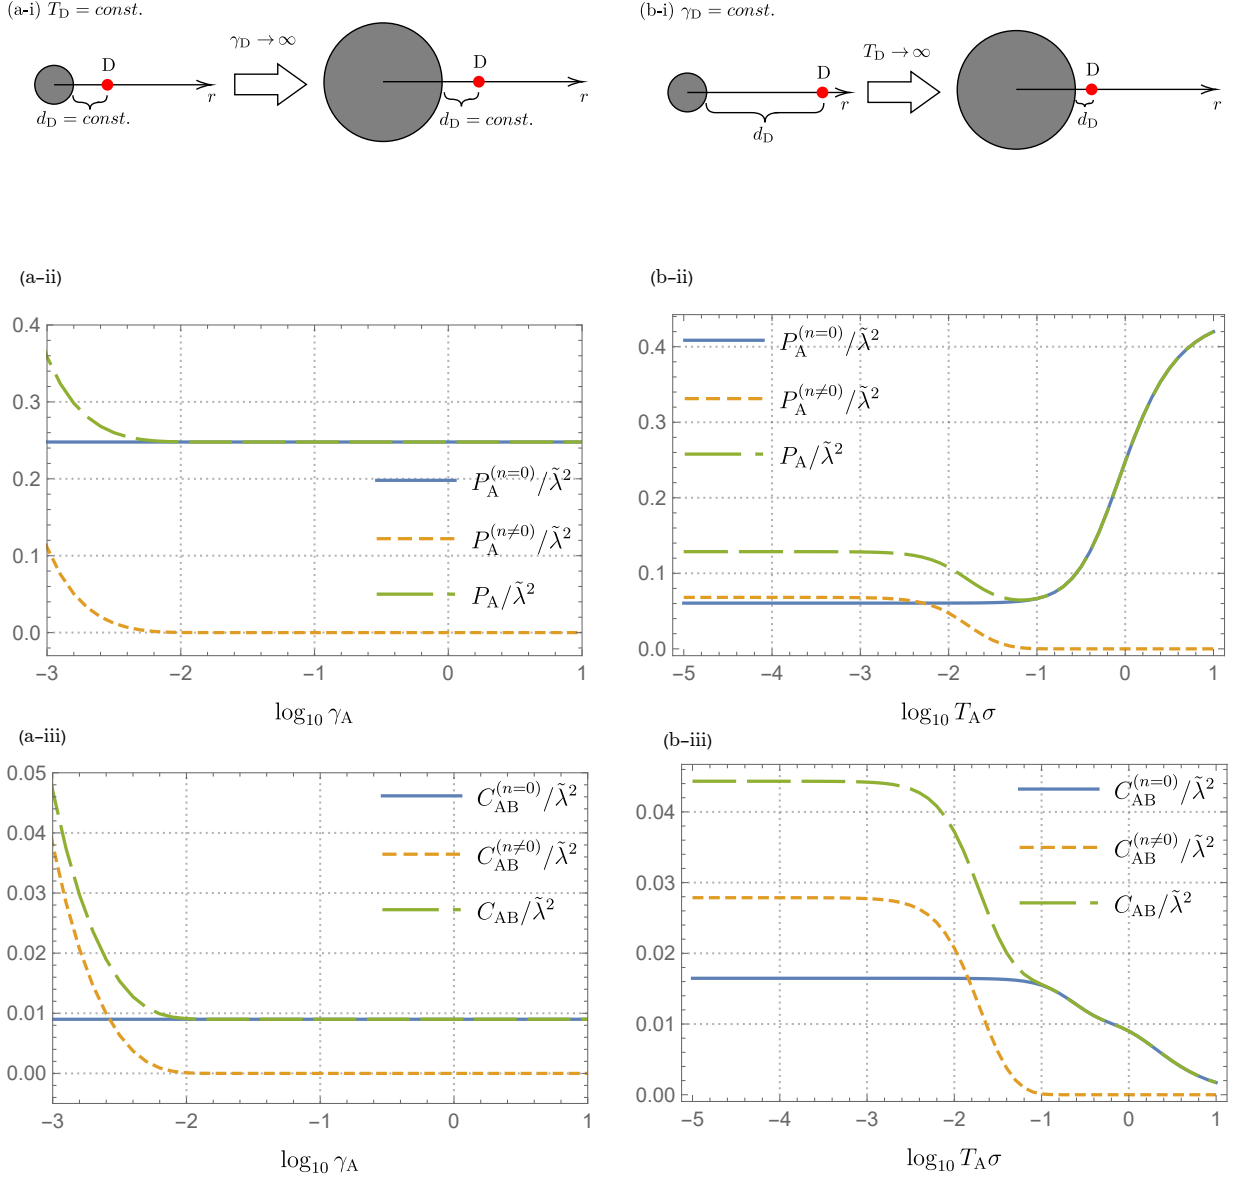 (a-i) T_D = const.
γ_D → ∞
D
r
d_D = const.
D
r
d_D = const.
(b-i) γ_D = const.
T_D → ∞
D
r
d_D
D
r
d_D
(a-ii)
0.4
0.3
0.2
0.1
0.0
−3 −2 −1 0 1
P_A^(n=0)/λ̃²
P_A^(n≠0)/λ̃²
P_A/λ̃²
log₁₀ γ_A
(b-ii)
0.4
0.3
0.2
0.1
0.0
−5 −4 −3 −2 −1 0 1
P_A^(n=0)/λ̃²
P_A^(n≠0)/λ̃²
P_A/λ̃²
log₁₀ T_Aσ
(a-iii)
0.05
0.04
0.03
0.02
0.01
0.00
−3 −2 −1 0 1
C_AB^(n=0)/λ̃²
C_AB^(n≠0)/λ̃²
C_AB/λ̃²
log₁₀ γ_A
(b-iii)
0.04
0.03
0.02
0.01
0.00
−5 −4 −3 −2 −1 0 1
C_AB^(n=0)/λ̃²
C_AB^(n≠0)/λ̃²
C_AB/λ̃²
log₁₀ T_Aσ